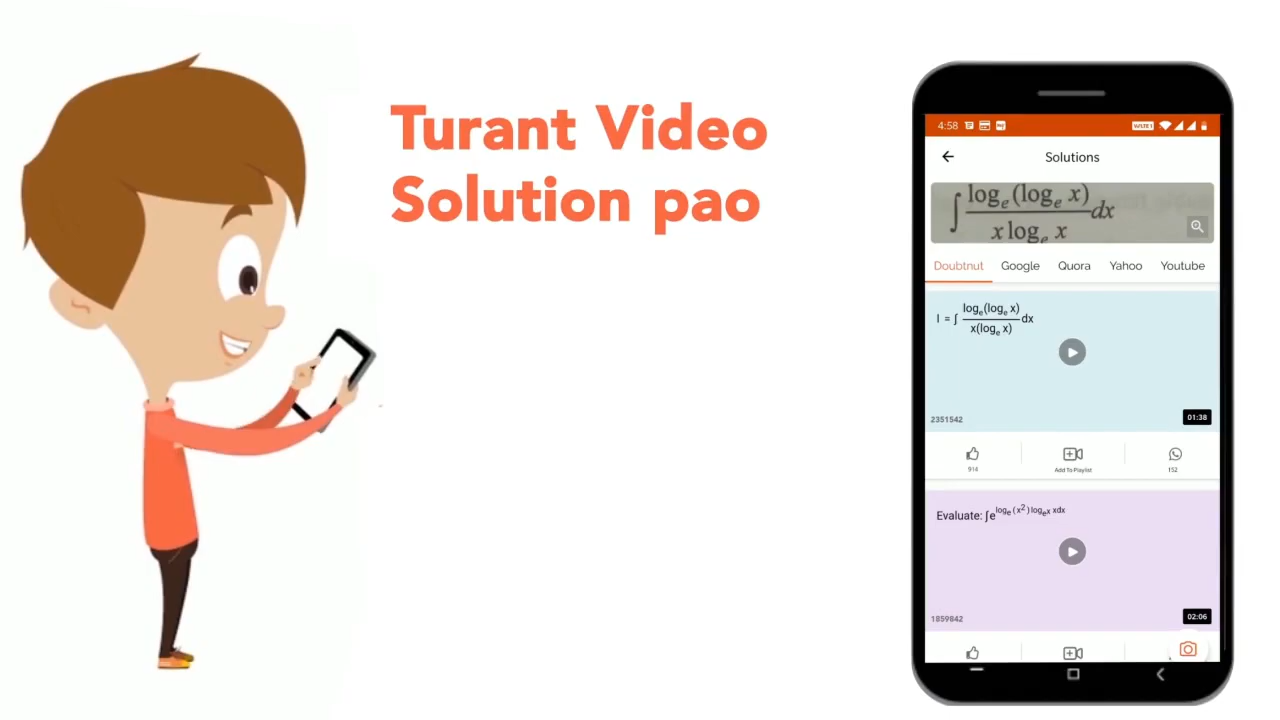 Turant Video
Solution pao
4:58
Solutions
∫ logₑ(logₑ x) / x logₑ x dx
Doubtnut Google Quora Yahoo Youtube
I = ∫ logₑ(logₑ x) / x(logₑ x) dx
2351542 01:38
914 Add To Playlist 152
Evaluate: ∫e^logₑ(x²)logₑx xdx
1859842 02:06